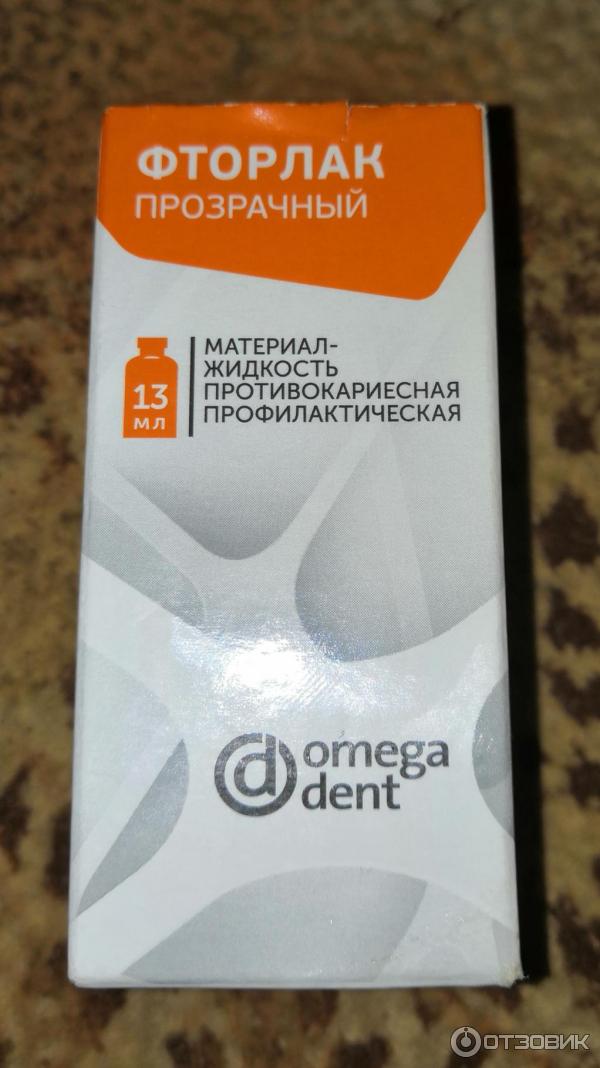 ФТОРЛАК
ПРОЗРАЧНЫЙ
13
МЛ
МАТЕРИАЛ-
ЖИДКОСТЬ
ПРОТИВОКАРИЕСНАЯ
ПРОФИЛАКТИЧЕСКАЯ
omega
dent
ОТЗОВИК